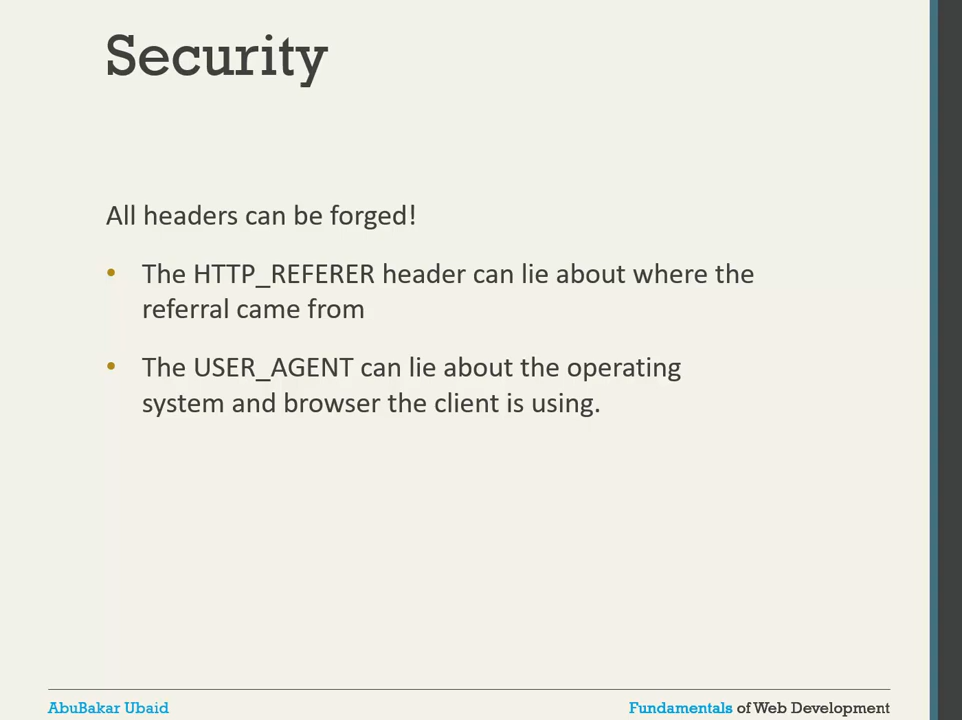 Security
All headers can be forged!
• The HTTP_REFERER header can lie about where the
referral came from
• The USER_AGENT can lie about the operating
system and browser the client is using.
AbuBakar Ubaid
Fundamentals of Web Development